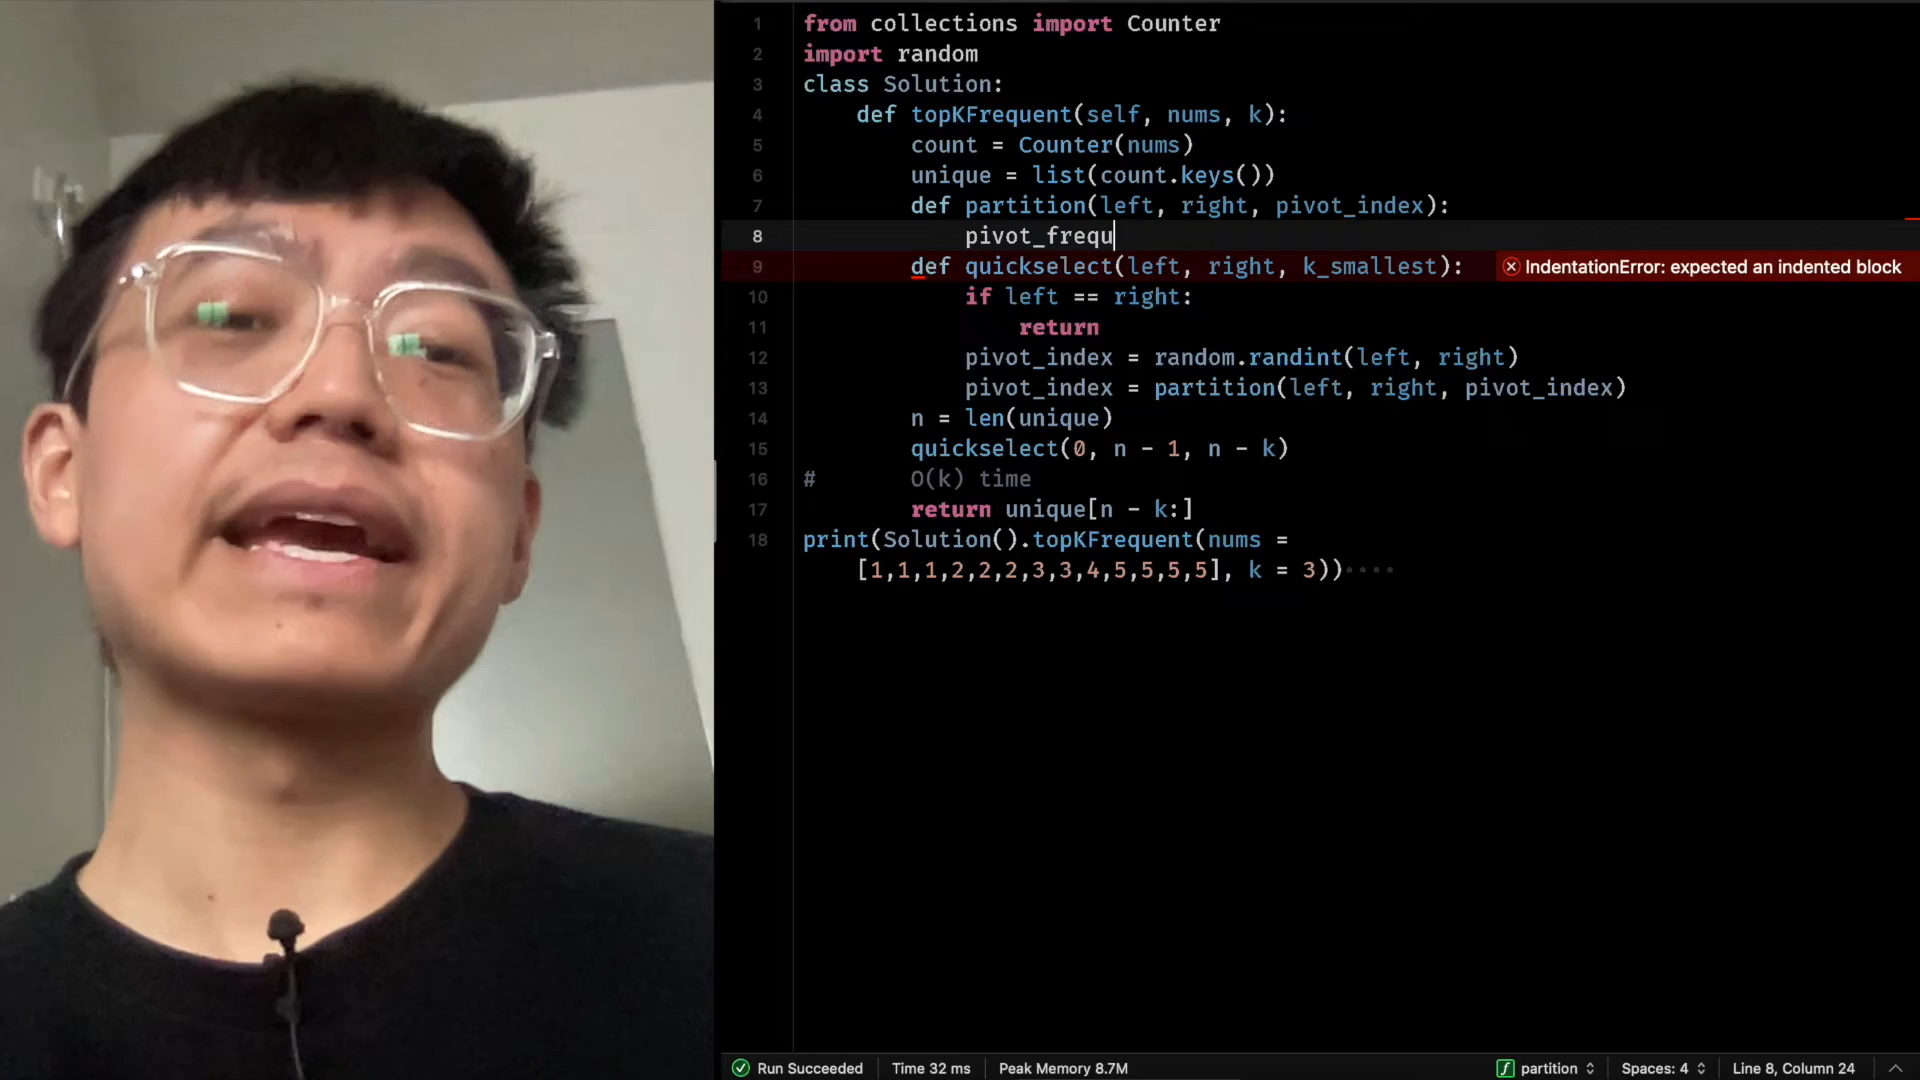 1 from collections import Counter
2 import random
3 class Solution:
4 def topKFrequent(self, nums, k):
5 count = Counter(nums)
6 unique = list(count.keys())
7 def partition(left, right, pivot_index):
8 pivot_frequ
9 def quickselect(left, right, k_smallest): IndentationError: expected an indented block
10 if left == right:
11 return
12 pivot_index = random.randint(left, right)
13 pivot_index = partition(left, right, pivot_index)
14 n = len(unique)
15 quickselect(0, n - 1, n - k)
16 # O(k) time
17 return unique[n - k:]
18 print(Solution().topKFrequent(nums =
[1,1,1,2,2,2,3,3,4,5,5,5,5], k = 3))
Run Succeeded Time 32 ms Peak Memory 8.7M partition Spaces: 4 Line 8, Column 24